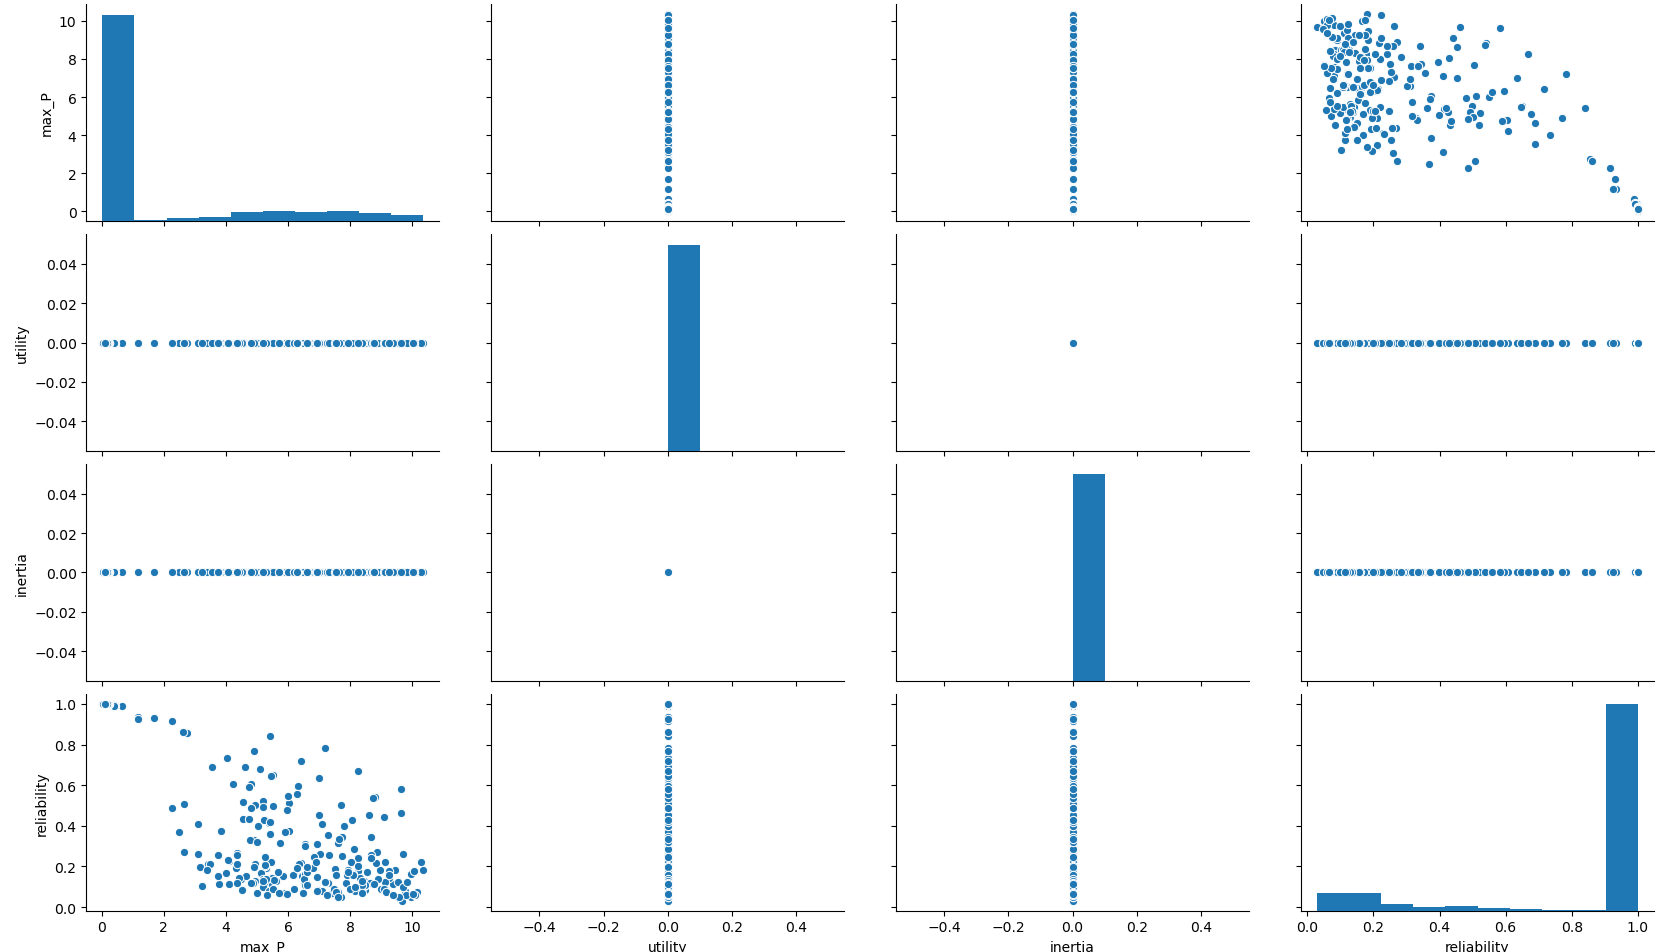 10
8
6
4
2
0
max_P
0.04
0.02
0.00
−0.02
−0.04
utility
0.04
0.02
0.00
−0.02
−0.04
inertia
1.0
0.8
0.6
0.4
0.2
0.0
reliability
0 2 4 6 8 10
−0.4 −0.2 0.0 0.2 0.4
−0.4 −0.2 0.0 0.2 0.4
0.0 0.2 0.4 0.6 0.8 1.0
max_P utility inertia reliability